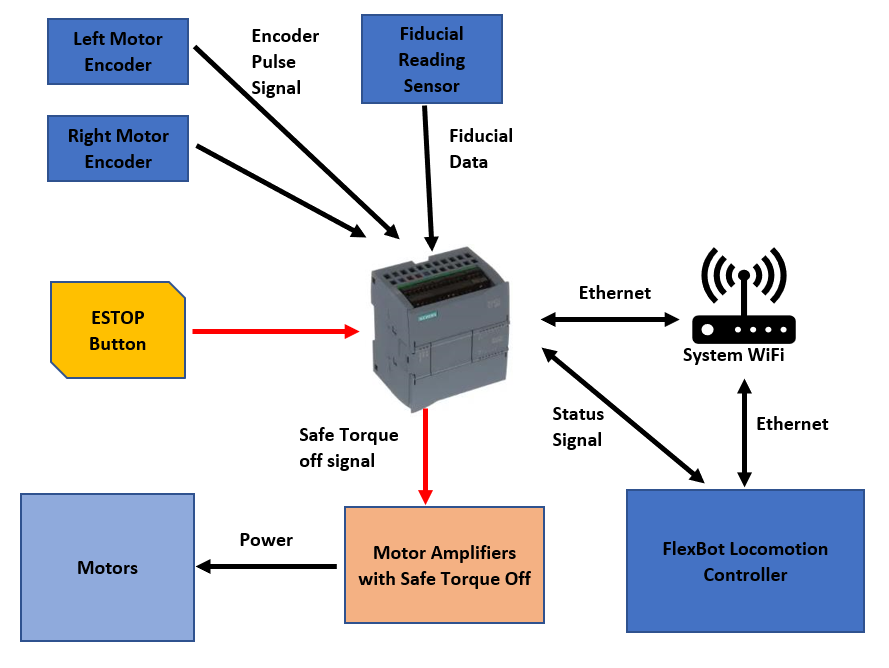 Left Motor
Encoder
Encoder
Pulse
Signal
Fiducial
Reading
Sensor
Right Motor
Encoder
Fiducial
Data
ESTOP
Button
SIEMENS
Ethernet
System WiFi
Safe Torque
off signal
Status
Signal
Ethernet
Motors
Power
Motor Amplifiers
with Safe Torque Off
FlexBot Locomotion
Controller